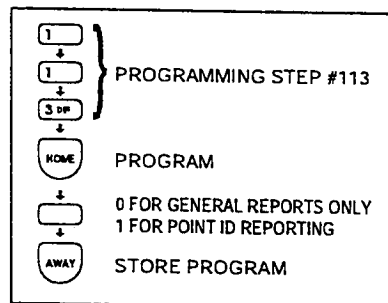 1
1 PROGRAMMING STEP #113
3 DIP
HOME PROGRAM
0 FOR GENERAL REPORTS ONLY
1 FOR POINT ID REPORTING
AWAY STORE PROGRAM